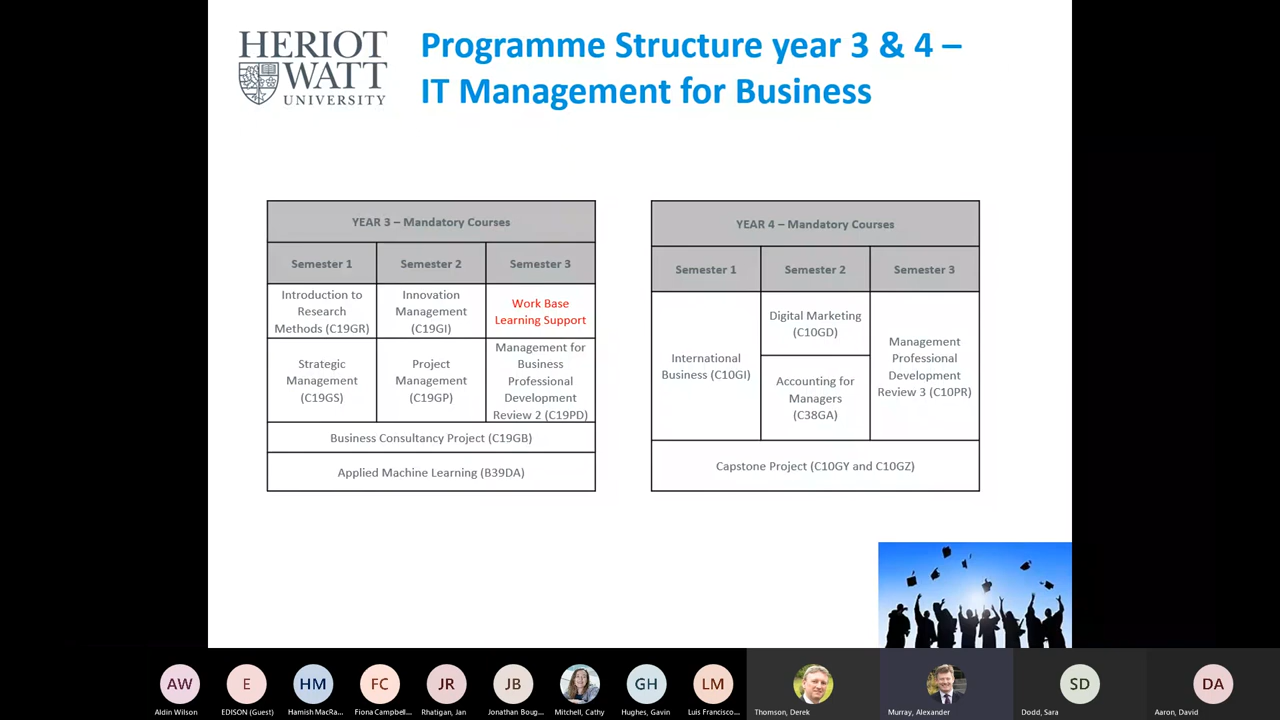 HERIOT
WATT
UNIVERSITY
Programme Structure year 3 & 4 –
IT Management for Business
YEAR 3 – Mandatory Courses
Semester 1
Semester 2
Semester 3
Introduction to
Research
Methods (C19GR)
Innovation
Management
(C19GI)
Work Base
Learning Support
Strategic
Management
(C19GS)
Project
Management
(C19GP)
Management for
Business
Professional
Development
Review 2 (C19PD)
Business Consultancy Project (C19GB)
Applied Machine Learning (B39DA)
YEAR 4 – Mandatory Courses
Semester 1
Semester 2
Semester 3
International
Business (C10GI)
Digital Marketing
(C10GD)
Accounting for
Managers
(C38GA)
Management
Professional
Development
Review 3 (C10PR)
Capstone Project (C10GY and C10GZ)
AW
E
HM
FC
JR
JB
GH
LM
SD
DA
Aldin Wilson
EDISON (Guest)
Hamish MacRa...
Fiona Campbell...
Rhatigan, Jan
Jonathan Boug...
Mitchell, Cathy
Hughes, Gavin
Luis Francisco...
Thomson, Derek
Murray, Alexander
Dodd, Sara
Aaron, David